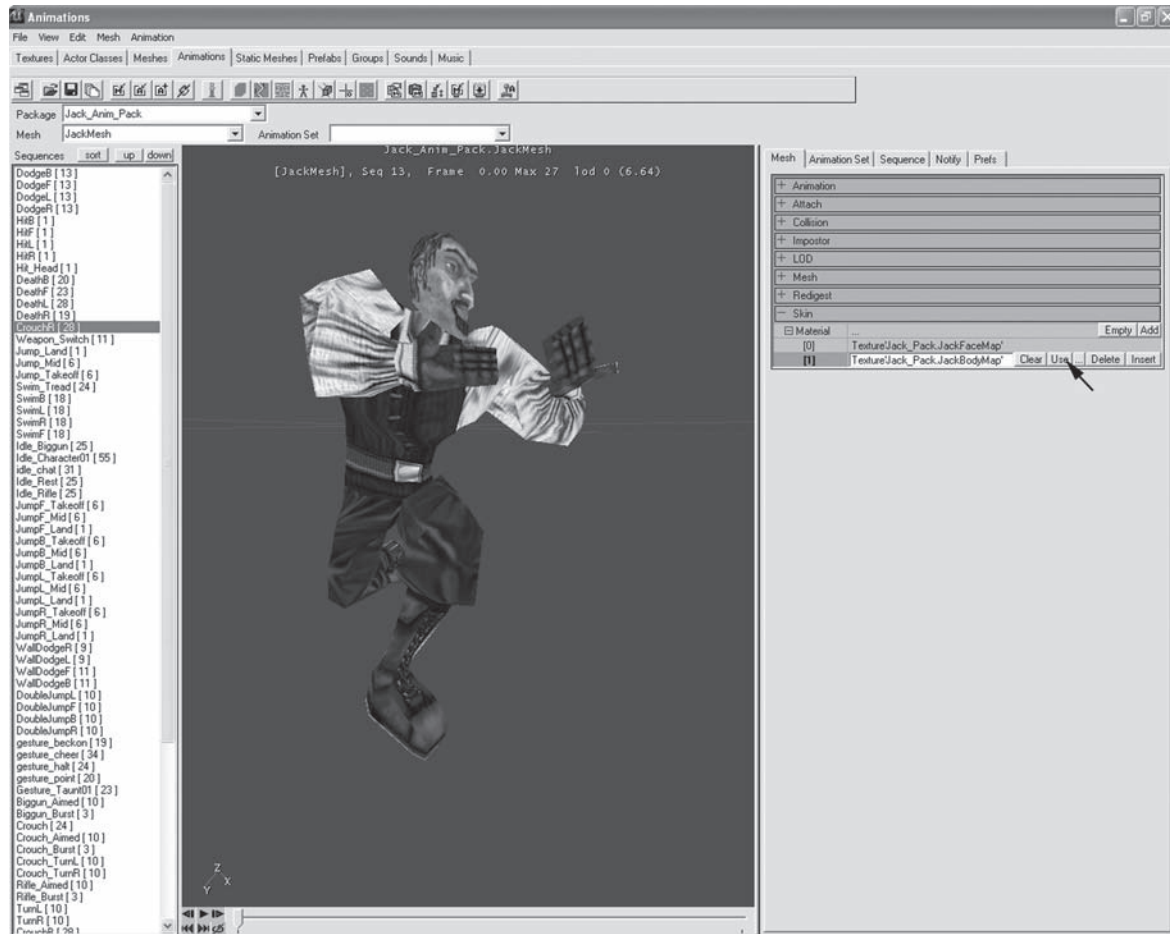 Animations
File View Edit Mesh Animation
Textures Actor Classes Meshes Animations Static Meshes Prefabs Groups Sounds Music
Package Jack_Anim_Pack
Mesh JackMesh Animation Set
Sequences sort up down
DodgeB [ 13 ]
DodgeF [ 13 ]
DodgeL [ 13 ]
DodgeR [ 13 ]
HitB [ 1 ]
HitF [ 1 ]
HitL [ 1 ]
HitR [ 1 ]
Hit_Head [ 1 ]
DeathB [ 20 ]
DeathF [ 23 ]
DeathL [ 28 ]
DeathR [ 19 ]
CrouchR [ 28 ]
Weapon_Switch [ 11 ]
Jump_Land [ 1 ]
Jump_Mid [ 6 ]
Jump_Takeoff [ 6 ]
Swim_Tread [ 24 ]
SwimB [ 18 ]
SwimL [ 18 ]
SwimR [ 18 ]
SwimF [ 18 ]
Idle_Biggun [ 25 ]
Idle_Character01 [ 55 ]
idle_chat [ 31 ]
Idle_Rest [ 25 ]
Idle_Rifle [ 25 ]
JumpF_Takeoff [ 6 ]
JumpF_Mid [ 6 ]
JumpF_Land [ 1 ]
JumpB_Takeoff [ 6 ]
JumpB_Mid [ 6 ]
JumpB_Land [ 1 ]
JumpL_Takeoff [ 6 ]
JumpL_Mid [ 6 ]
JumpL_Land [ 1 ]
JumpR_Takeoff [ 6 ]
JumpR_Mid [ 6 ]
JumpR_Land [ 1 ]
WallDodgeR [ 9 ]
WallDodgeL [ 9 ]
WallDodgeF [ 11 ]
WallDodgeB [ 11 ]
DoubleJumpL [ 10 ]
DoubleJumpF [ 10 ]
DoubleJumpB [ 10 ]
DoubleJumpR [ 10 ]
gesture_beckon [ 19 ]
gesture_cheer [ 34 ]
gesture_halt [ 24 ]
gesture_point [ 20 ]
Gesture_Taunt01 [ 23 ]
Biggun_Aimed [ 10 ]
Biggun_Burst [ 3 ]
Crouch [ 24 ]
Crouch_Aimed [ 10 ]
Crouch_Burst [ 3 ]
Crouch_TurnL [ 10 ]
Crouch_TurnR [ 10 ]
Rifle_Aimed [ 10 ]
Rifle_Burst [ 3 ]
TurnL [ 10 ]
TurnR [ 10 ]
CrouchB [ 28 ]
Jack_Anim_Pack.JackMesh
[JackMesh], Seq 13, Frame 0.00 Max 27 lod 0 (6.64)
Z
Y X
Mesh Animation Set Sequence Notify Prefs
+ Animation
+ Attach
+ Collision
+ Impostor
+ LOD
+ Mesh
+ Redigest
- Skin
Material ... Empty Add
[0] Texture'Jack_Pack.JackFaceMap'
[1] Texture'Jack_Pack.JackBodyMap' Clear Use ... Delete Insert